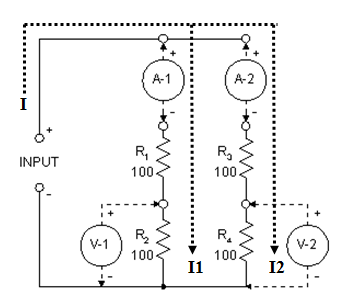 + +
A-1 A-2
I
- -
+
INPUT
R1 100
R3 100
-
+ +
V-1
R2 100
R4 100
V-2
I1 I2
- -